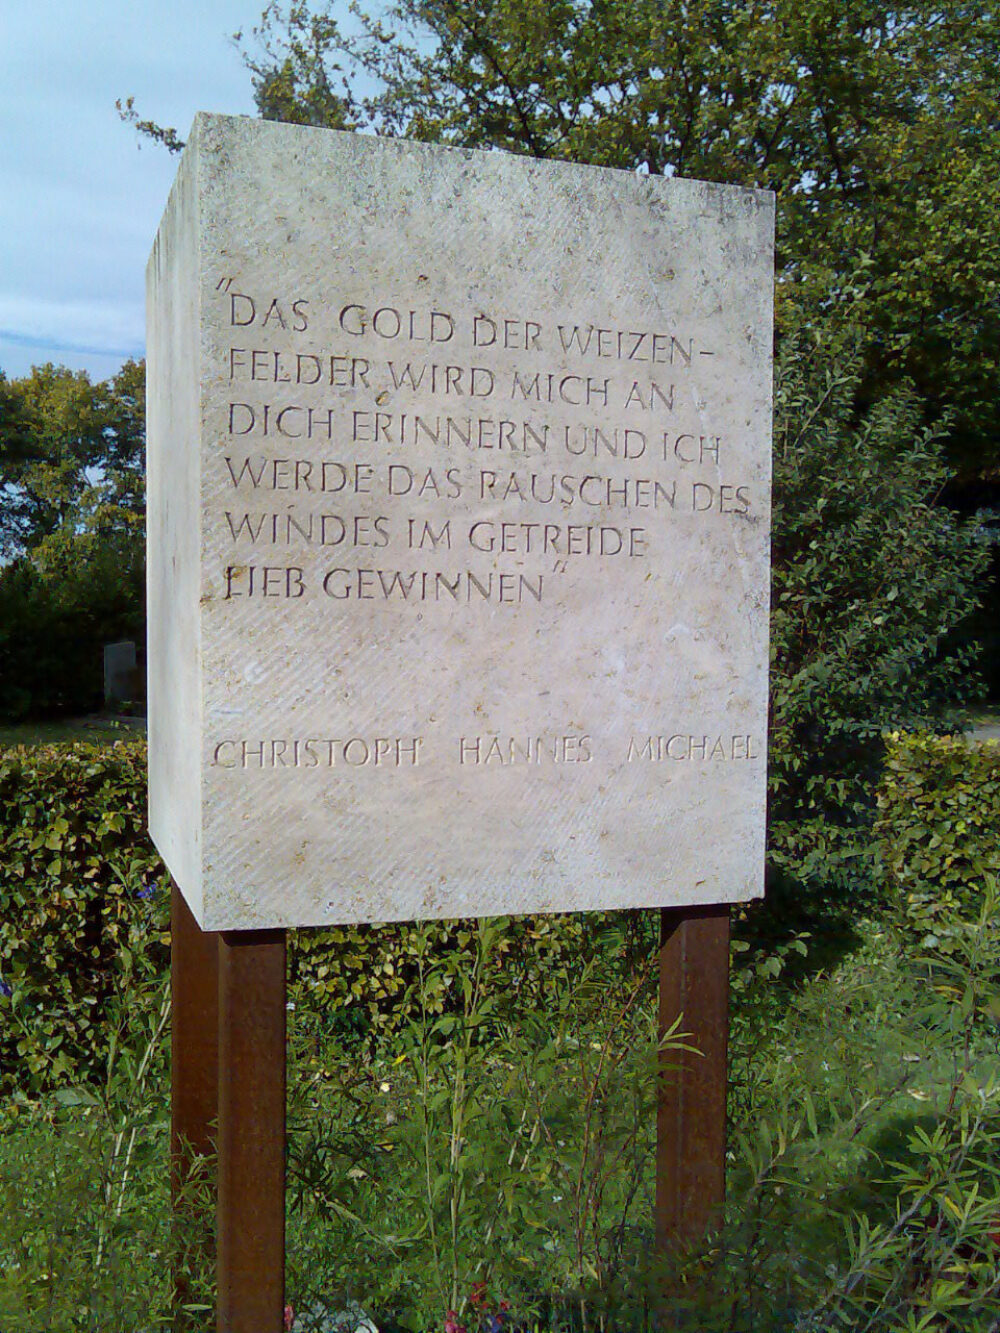 "DAS GOLD DER WEIZEN-
FELDER WIRD MICH AN
DICH ERINNERN UND ICH
WERDE DAS RAUSCHEN DES
WINDES IM GETREIDE
LIEB GEWINNEN"
CHRISTOPH HANNES MICHAEL